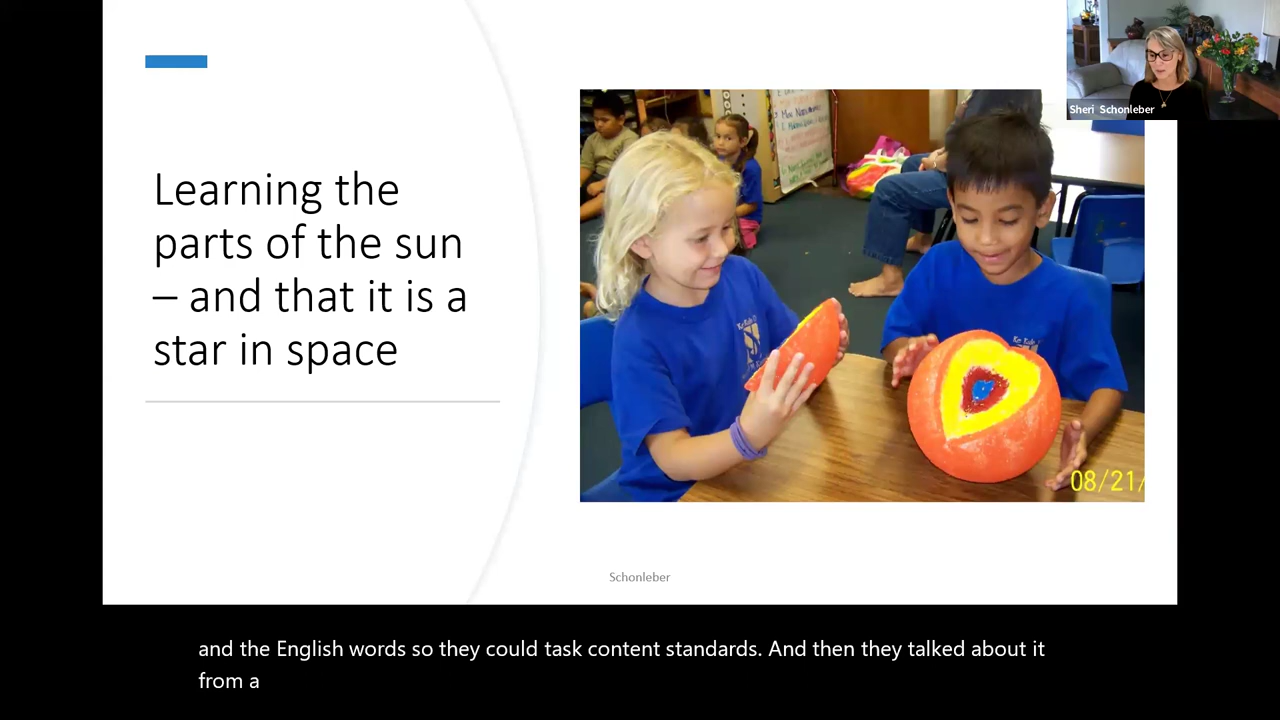 Sheri Schonleber
Learning the
parts of the sun
– and that it is a
star in space
08/21/
Schonleber
and the English words so they could task content standards. And then they talked about it
from a